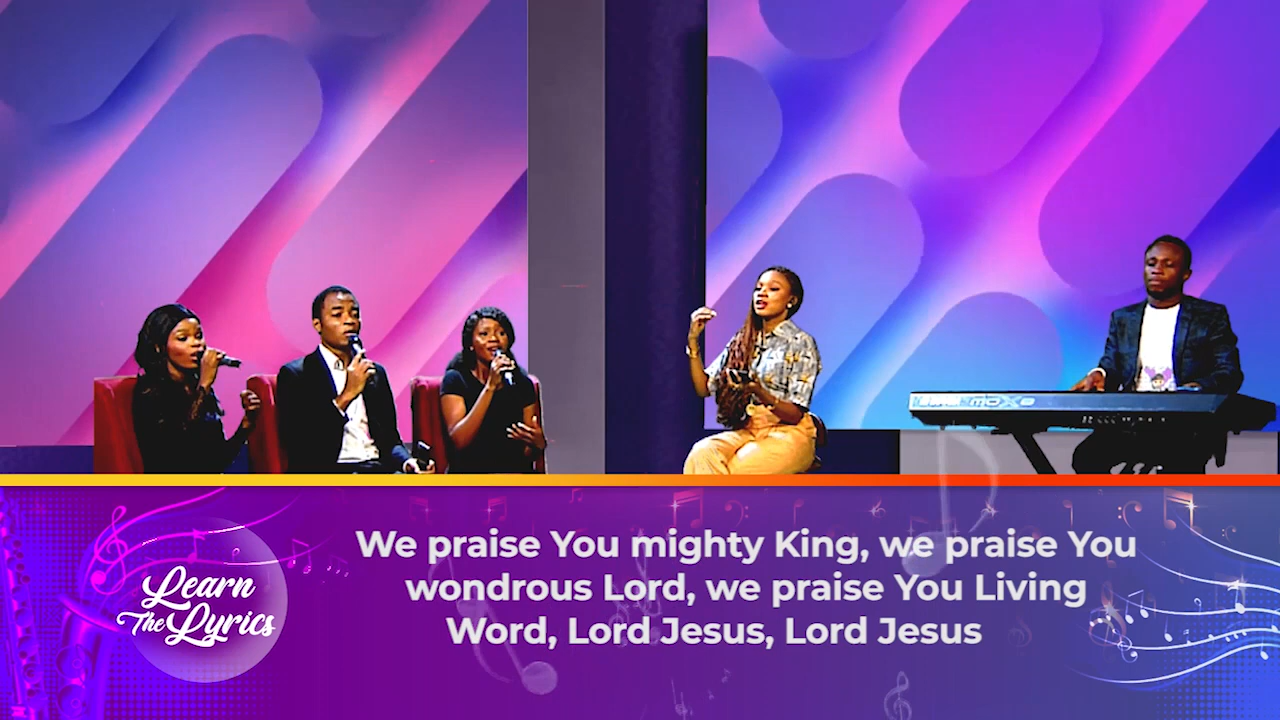 MOX8
We praise You mighty King, we praise You
wondrous Lord, we praise You Living
Word, Lord Jesus, Lord Jesus
Learn
The Lyrics